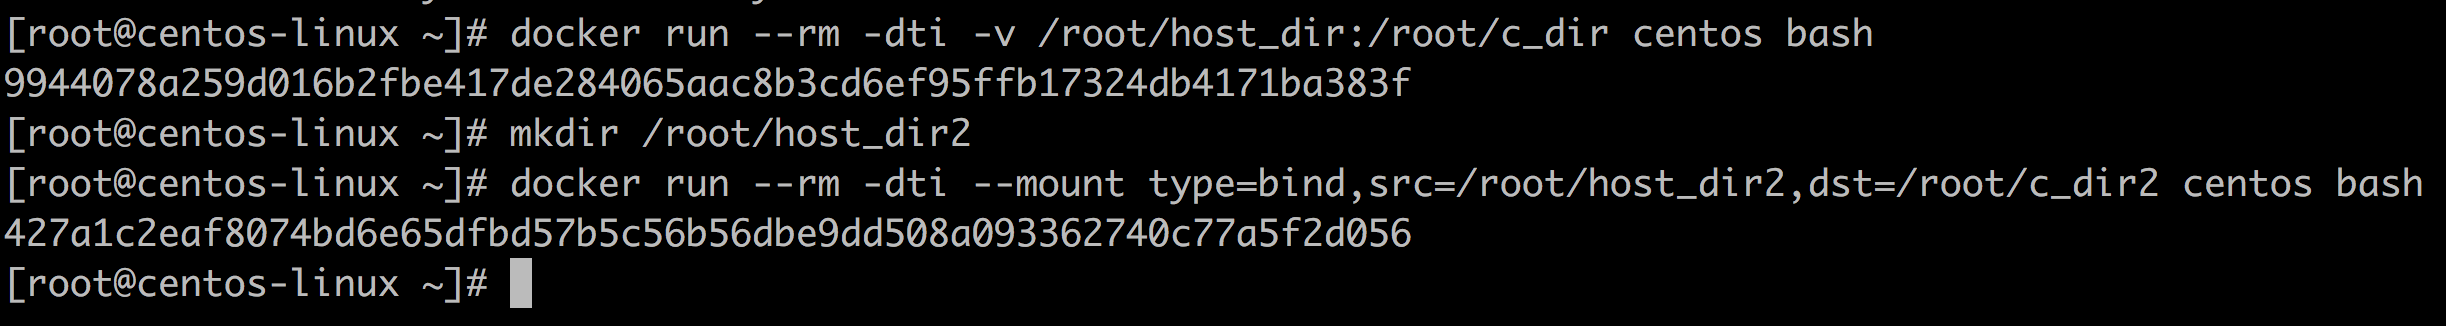 [root@centos-linux ~]# docker run --rm -dti -v /root/host_dir:/root/c_dir centos bash
9944078a259d016b2fbe417de284065aac8b3cd6ef95ffb17324db4171ba383f
[root@centos-linux ~]# mkdir /root/host_dir2
[root@centos-linux ~]# docker run --rm -dti --mount type=bind,src=/root/host_dir2,dst=/root/c_dir2 centos bash
427a1c2eaf8074bd6e65dfbd57b5c56b56dbe9dd508a093362740c77a5f2d056
[root@centos-linux ~]#